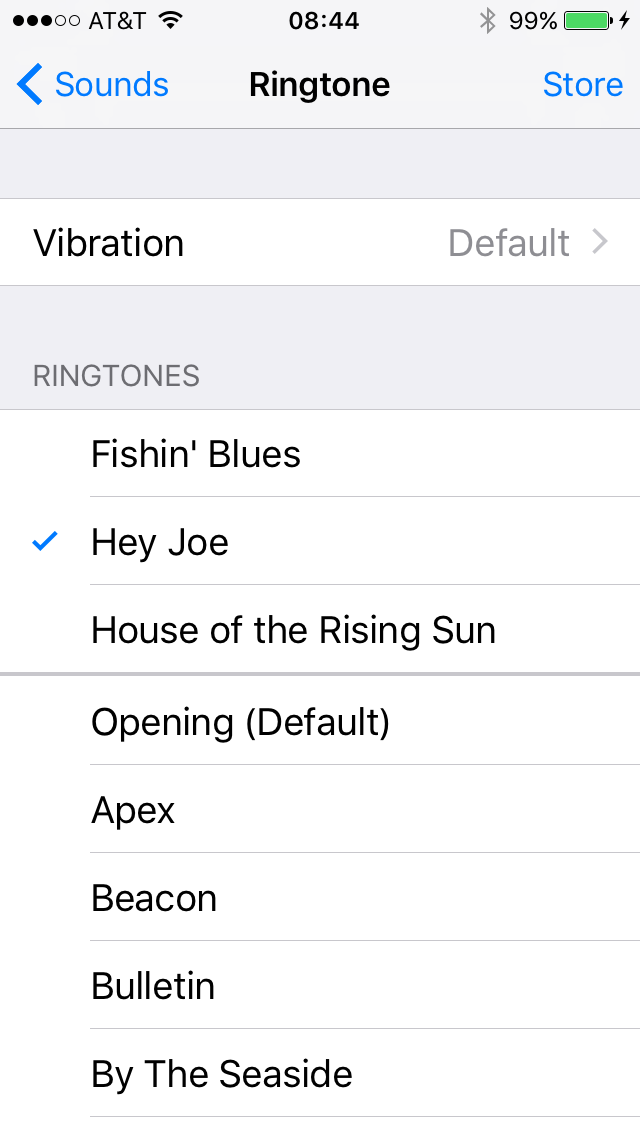 AT&T 08:44 99%
Sounds Ringtone Store
Vibration Default
RINGTONES
Fishin' Blues
Hey Joe
House of the Rising Sun
Opening (Default)
Apex
Beacon
Bulletin
By The Seaside